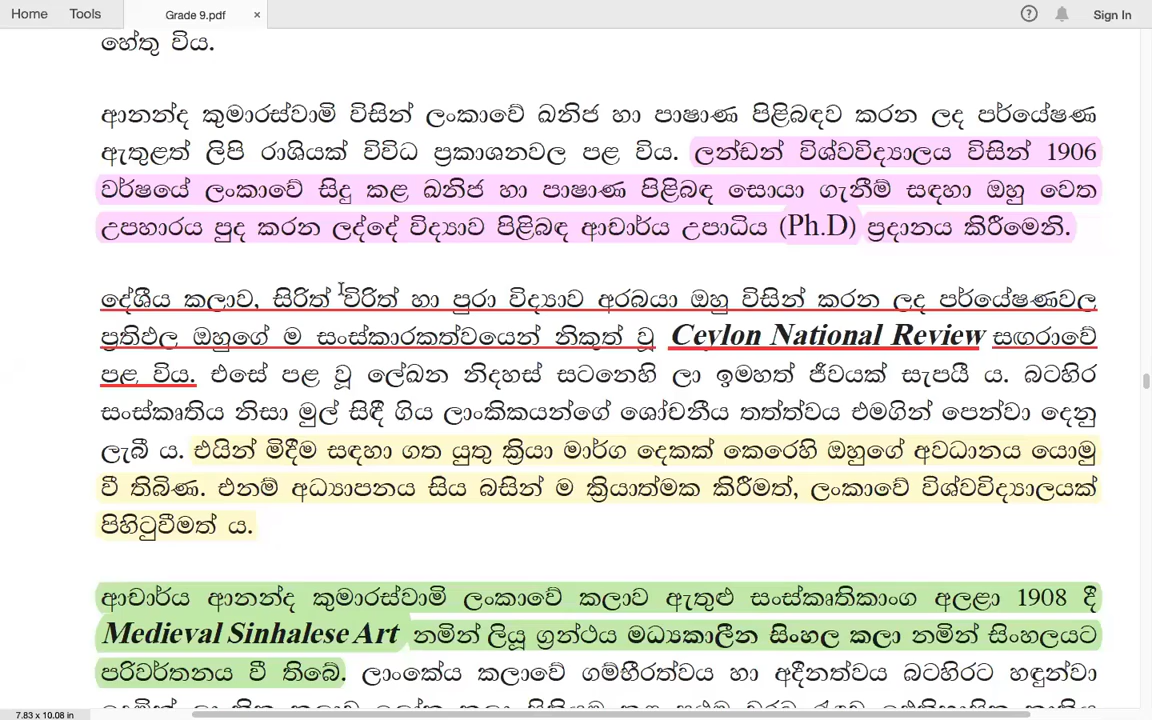 Home Tools Grade 9.pdf × ? Sign In
හේතු විය.
ආනන්ද කුමාරස්වාමි විසින් ලංකාවේ ඛනිජ හා පාෂාණ පිළිබඳව කරන ලද පර්යේෂණ
ඇතුළත් ලිපි රාශියක් විවිධ ප්‍රකාශනවල පළ විය. ලන්ඩන් විශ්වවිද්‍යාලය විසින් 1906
වර්ෂයේ ලංකාවේ සිදු කළ ඛනිජ හා පාෂාණ පිළිබඳ සොයා ගැනීම් සඳහා ඔහු වෙත
උපහාරය පුද කරන ලද්දේ විද්‍යාව පිළිබඳ ආචාර්ය උපාධිය (Ph.D) ප්‍රදානය කිරීමෙනි.
දේශීය කලාව, සිරිත් විරිත් හා පුරා විද්‍යාව අරබයා ඔහු විසින් කරන ලද පර්යේෂණවල
ප්‍රතිඵල ඔහුගේ ම සංස්කාරකත්වයෙන් නිකුත් වූ Ceylon National Review සඟරාවේ
පළ විය. එසේ පළ වූ ලේඛන නිදහස් සටනෙහි ලා ඉමහත් ජීවයක් සැපයී ය. බටහිර
සංස්කෘතිය නිසා මුල් සිඳී ගිය ලාංකිකයන්ගේ ශෝචනීය තත්ත්වය එමගින් පෙන්වා දෙනු
ලැබී ය. එයින් මිදීම සඳහා ගත යුතු ක්‍රියා මාර්ග දෙකක් කෙරෙහි ඔහුගේ අවධානය යොමු
වී තිබිණ. එනම් අධ්‍යාපනය සිය බසින් ම ක්‍රියාත්මක කිරීමත්, ලංකාවේ විශ්වවිද්‍යාලයක්
පිහිටුවීමත් ය.
ආචාර්ය ආනන්ද කුමාරස්වාමි ලංකාවේ කලාව ඇතුළු සංස්කෘතිකාංග අලළා 1908 දී
Medieval Sinhalese Art නමින් ලියූ ග්‍රන්ථය මධ්‍යකාලීන සිංහල කලා නමින් සිංහලයට
පරිවර්තනය වී තිබේ. ලාංකේය කලාවේ ගම්භීරත්වය හා අදීනත්වය බටහිරට හඳුන්වා
7.83 x 10.08 in